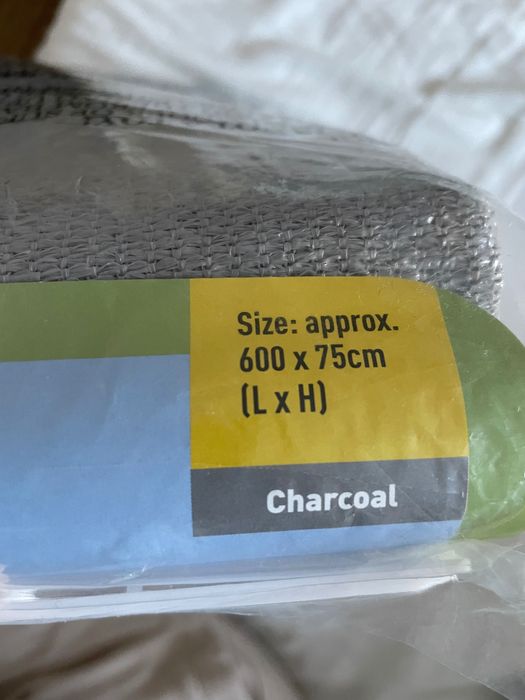 Size: approx.
600 x 75cm
(L x H)
Charcoal